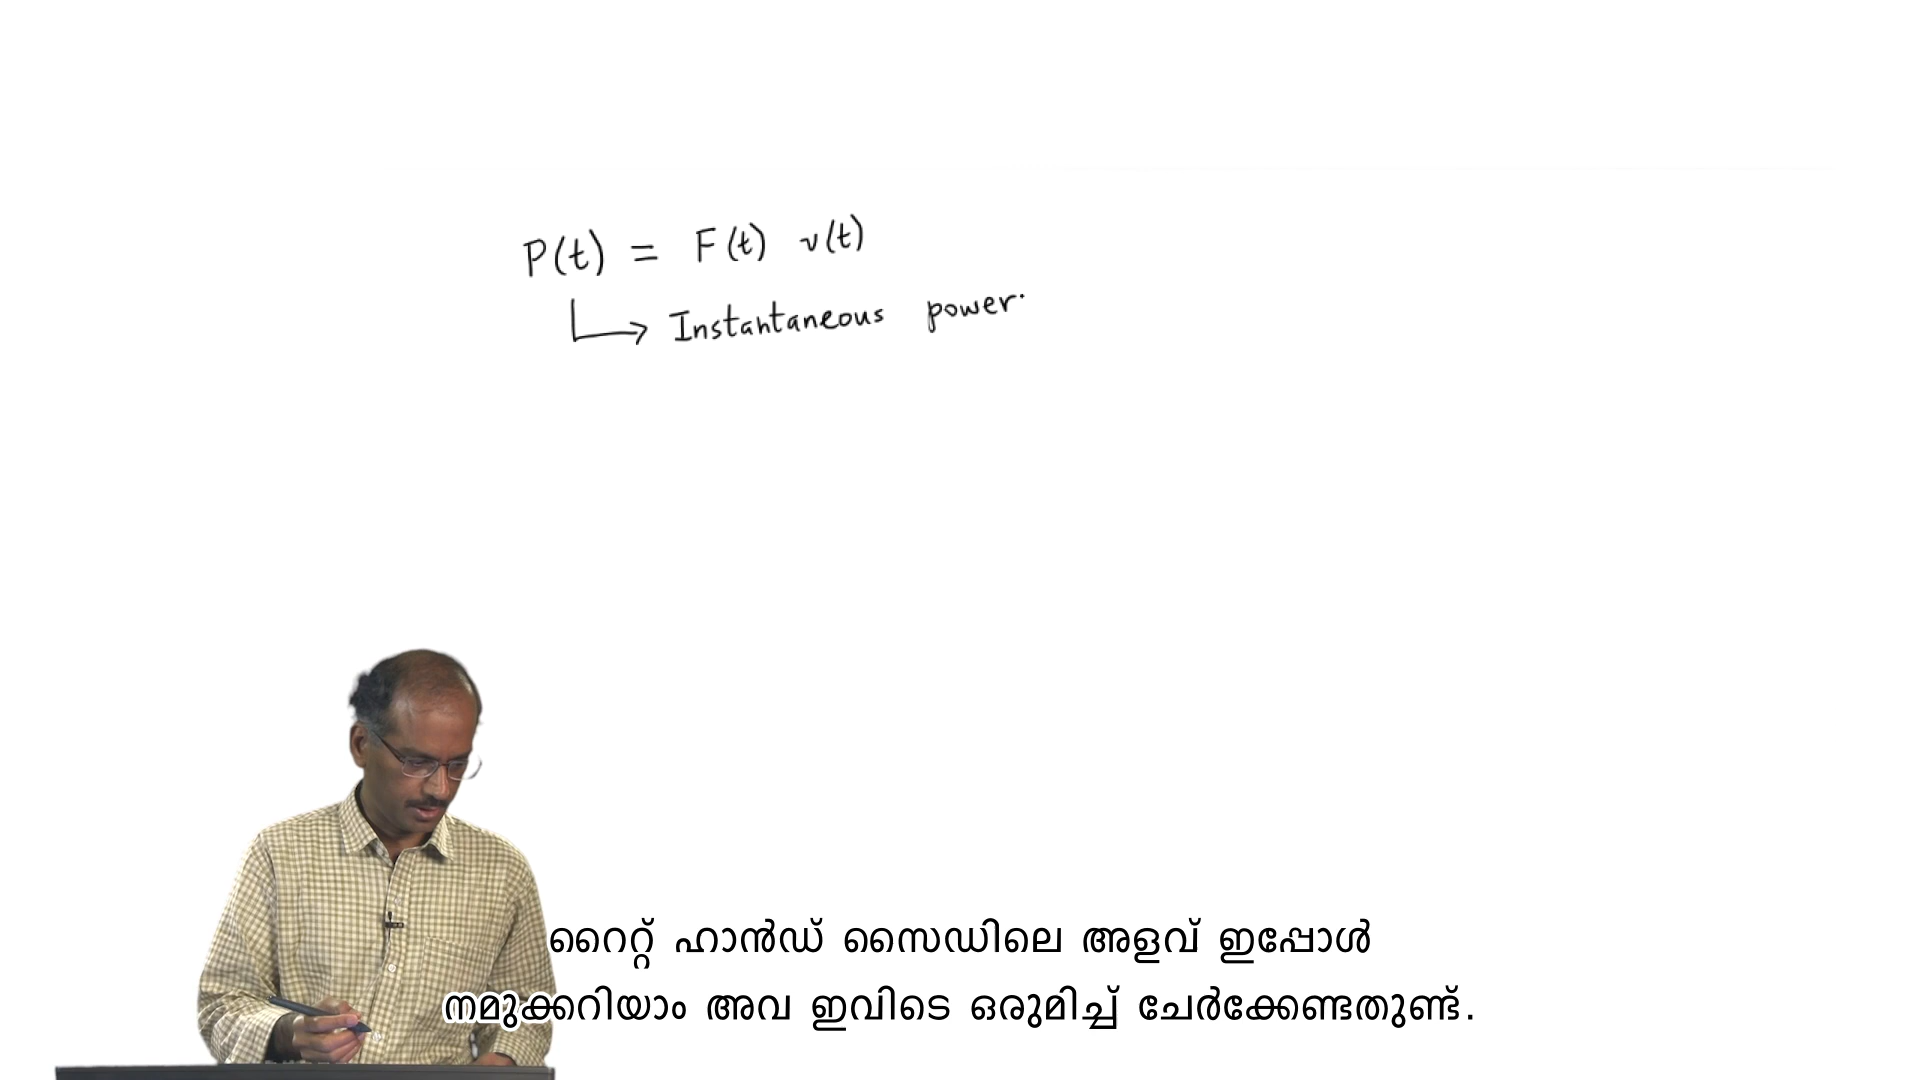 P(t) = F(t) v(t)
Instantaneous power.
റൈറ്റ് ഹാൻഡ് സൈഡിലെ അളവ് ഇപ്പോൾ
നമുക്കറിയാം അവ ഇവിടെ ഒരുമിച്ച് ചേർക്കേണ്ടതുണ്ട്.